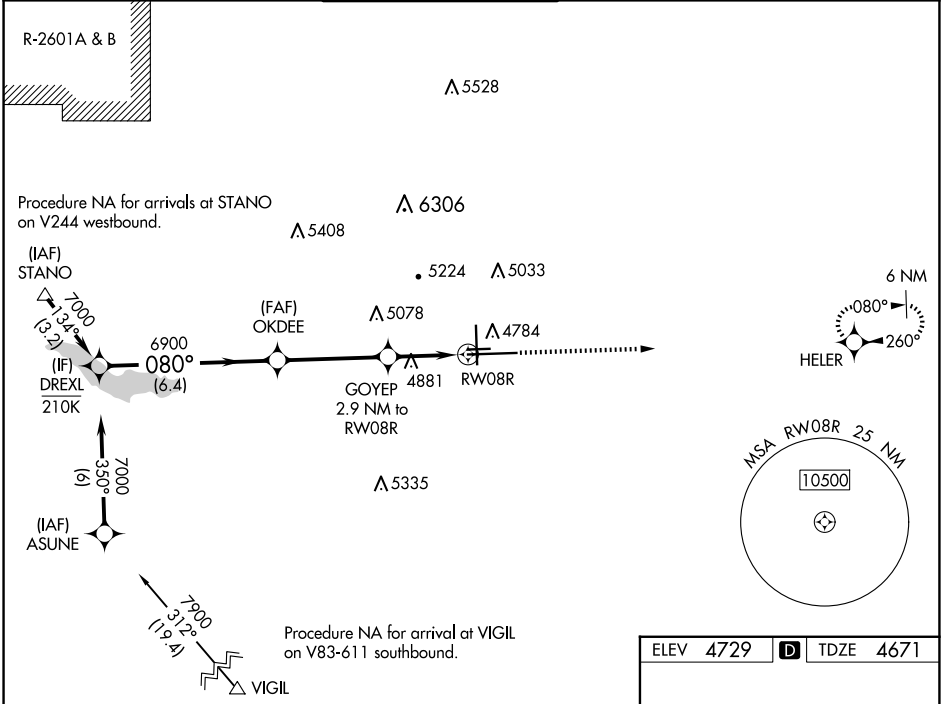 R-2601A & B
5528
Procedure NA for arrivals at STANO
on V244 westbound.
6306
5408
5224
5033
(IAF)
STANO
7000
134°
(3.2)
(IF)
DREXL
210K
6900
080°
(6.4)
(FAF)
OKDEE
5078
4784
4881
GOYEP
2.9 NM to
RW08R
RW08R
6 NM
080°
260°
HELER
7000
350°
(6)
(IAF)
ASUNE
5335
MSA RW08R 25 NM
10500
7900
312°
(19.4)
VIGIL
Procedure NA for arrival at VIGIL
on V83-611 southbound.
ELEV 4729 D TDZE 4671